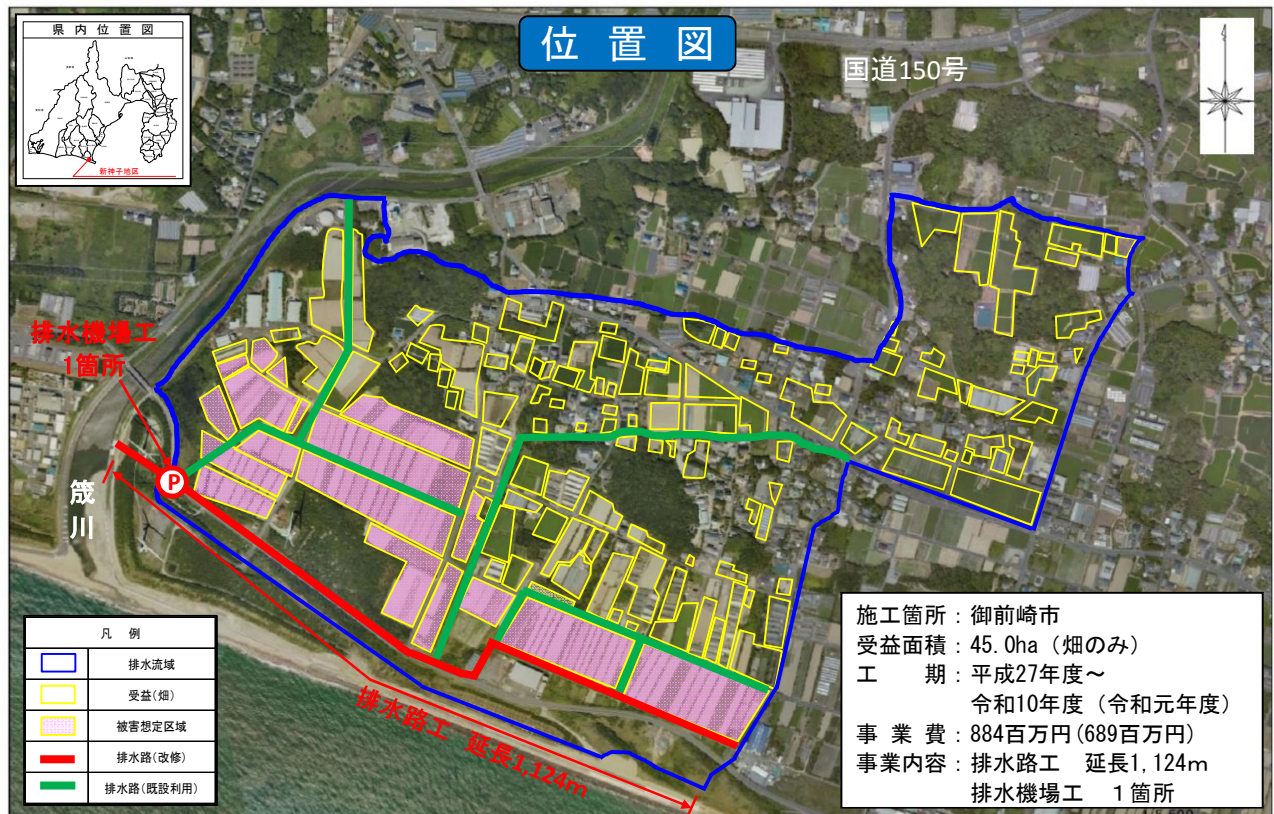 位置図
県内位置図
新神子地区
国道150号
排水機場工
1箇所
P
筬川
排水路工 延長1,124m
凡 例
排水流域
受益(畑)
被害想定区域
排水路(改修)
排水路(既設利用)
施工箇所：御前崎市
受益面積：45.0ha（畑のみ）
工　　期：平成27年度～
令和10年度（令和元年度）
事 業 費：884百万円(689百万円)
事業内容：排水路工　延長1,124m
排水機場工　１箇所